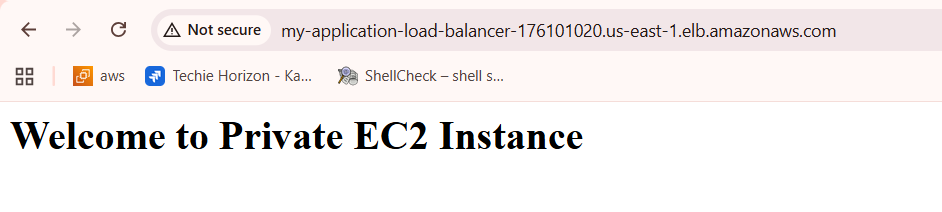 Not secure my-application-load-balancer-176101020.us-east-1.elb.amazonaws.com
aws Techie Horizon - Ka... ShellCheck – shell s...
Welcome to Private EC2 Instance